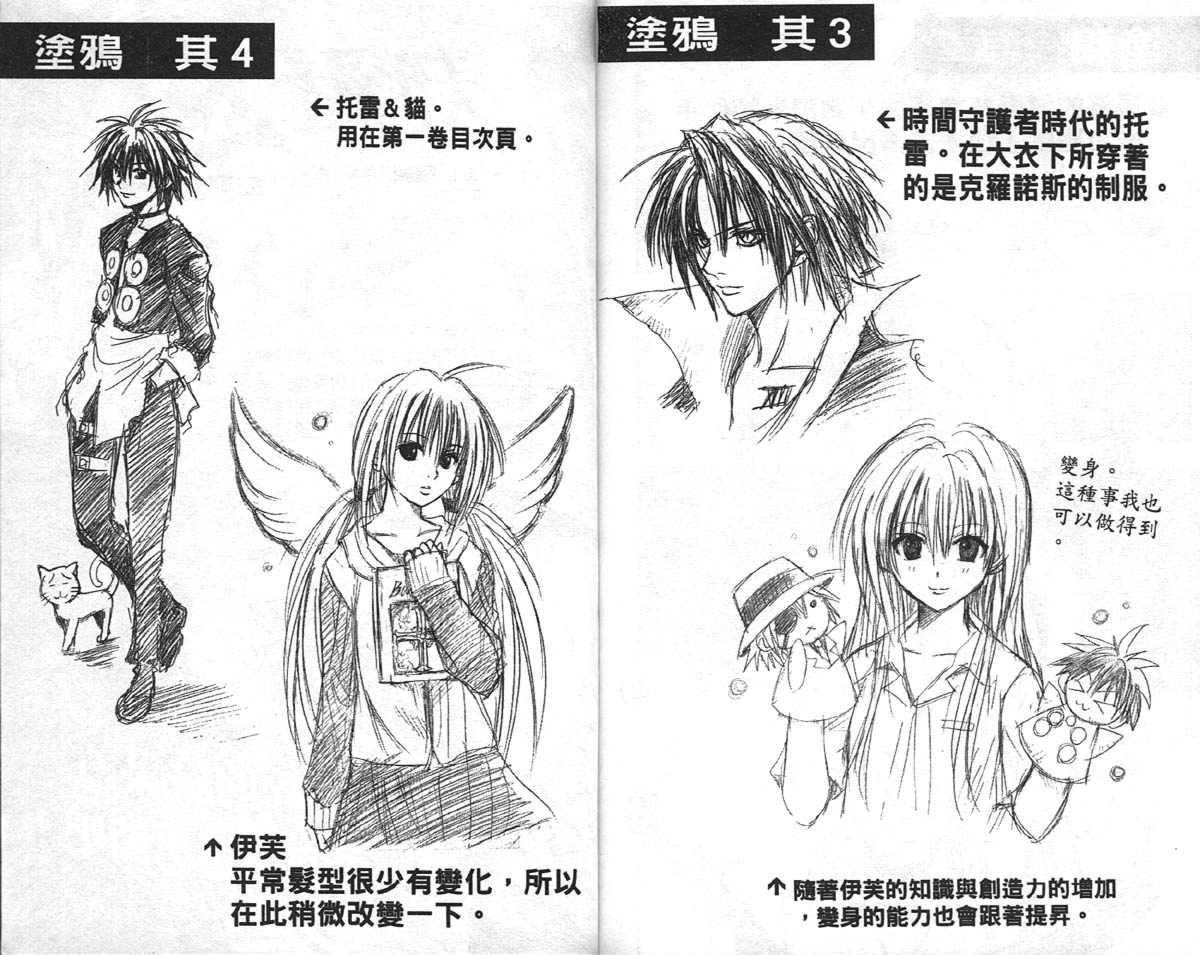 塗鴉 其3
←時間守護者時代的托
雷。在大衣下所穿著
的是克羅諾斯的制服。
XIII
變身。
這種事我也
可以做得到
。
↑隨著伊芙的知識與創造力的增加
，變身的能力也會跟著提昇。
塗鴉 其4
←托雷&貓。
用在第一卷目次頁。
↑伊芙
平常髮型很少有變化，所以
在此稍微改變一下。